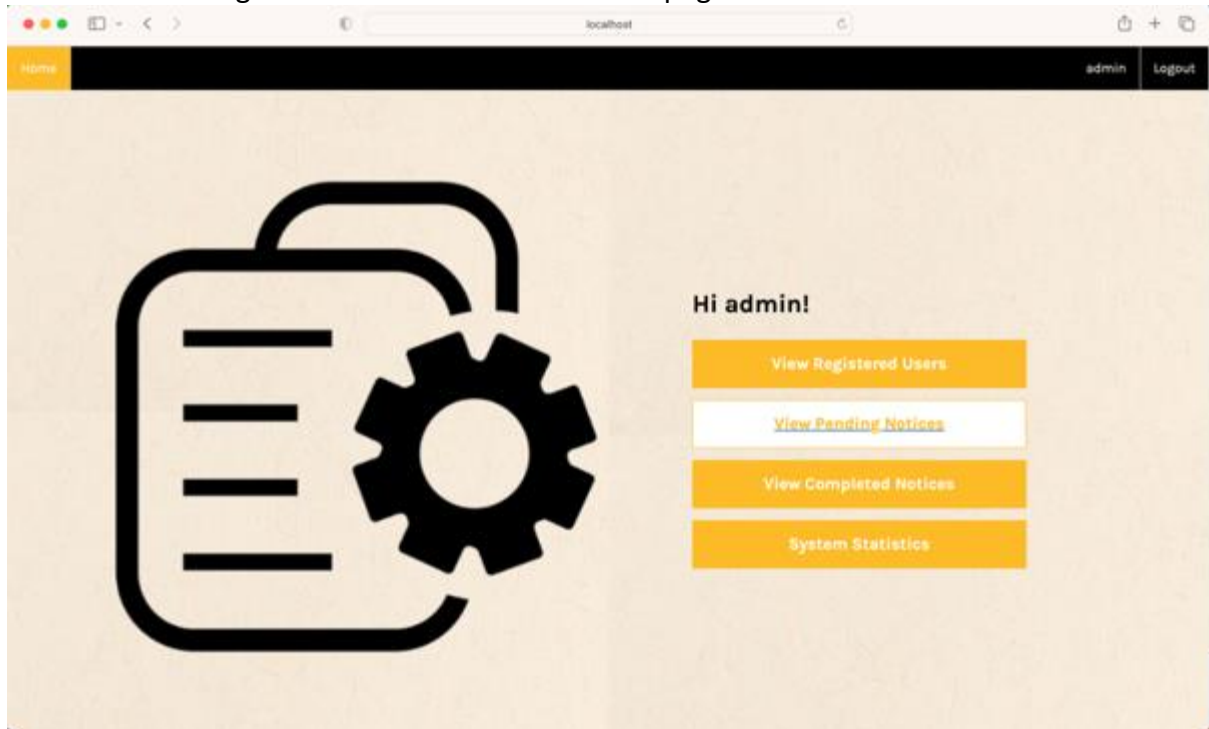 localhost
Home
admin
Logout
Hi admin!
View Registered Users
View Pending Notices
View Completed Notices
System Statistics